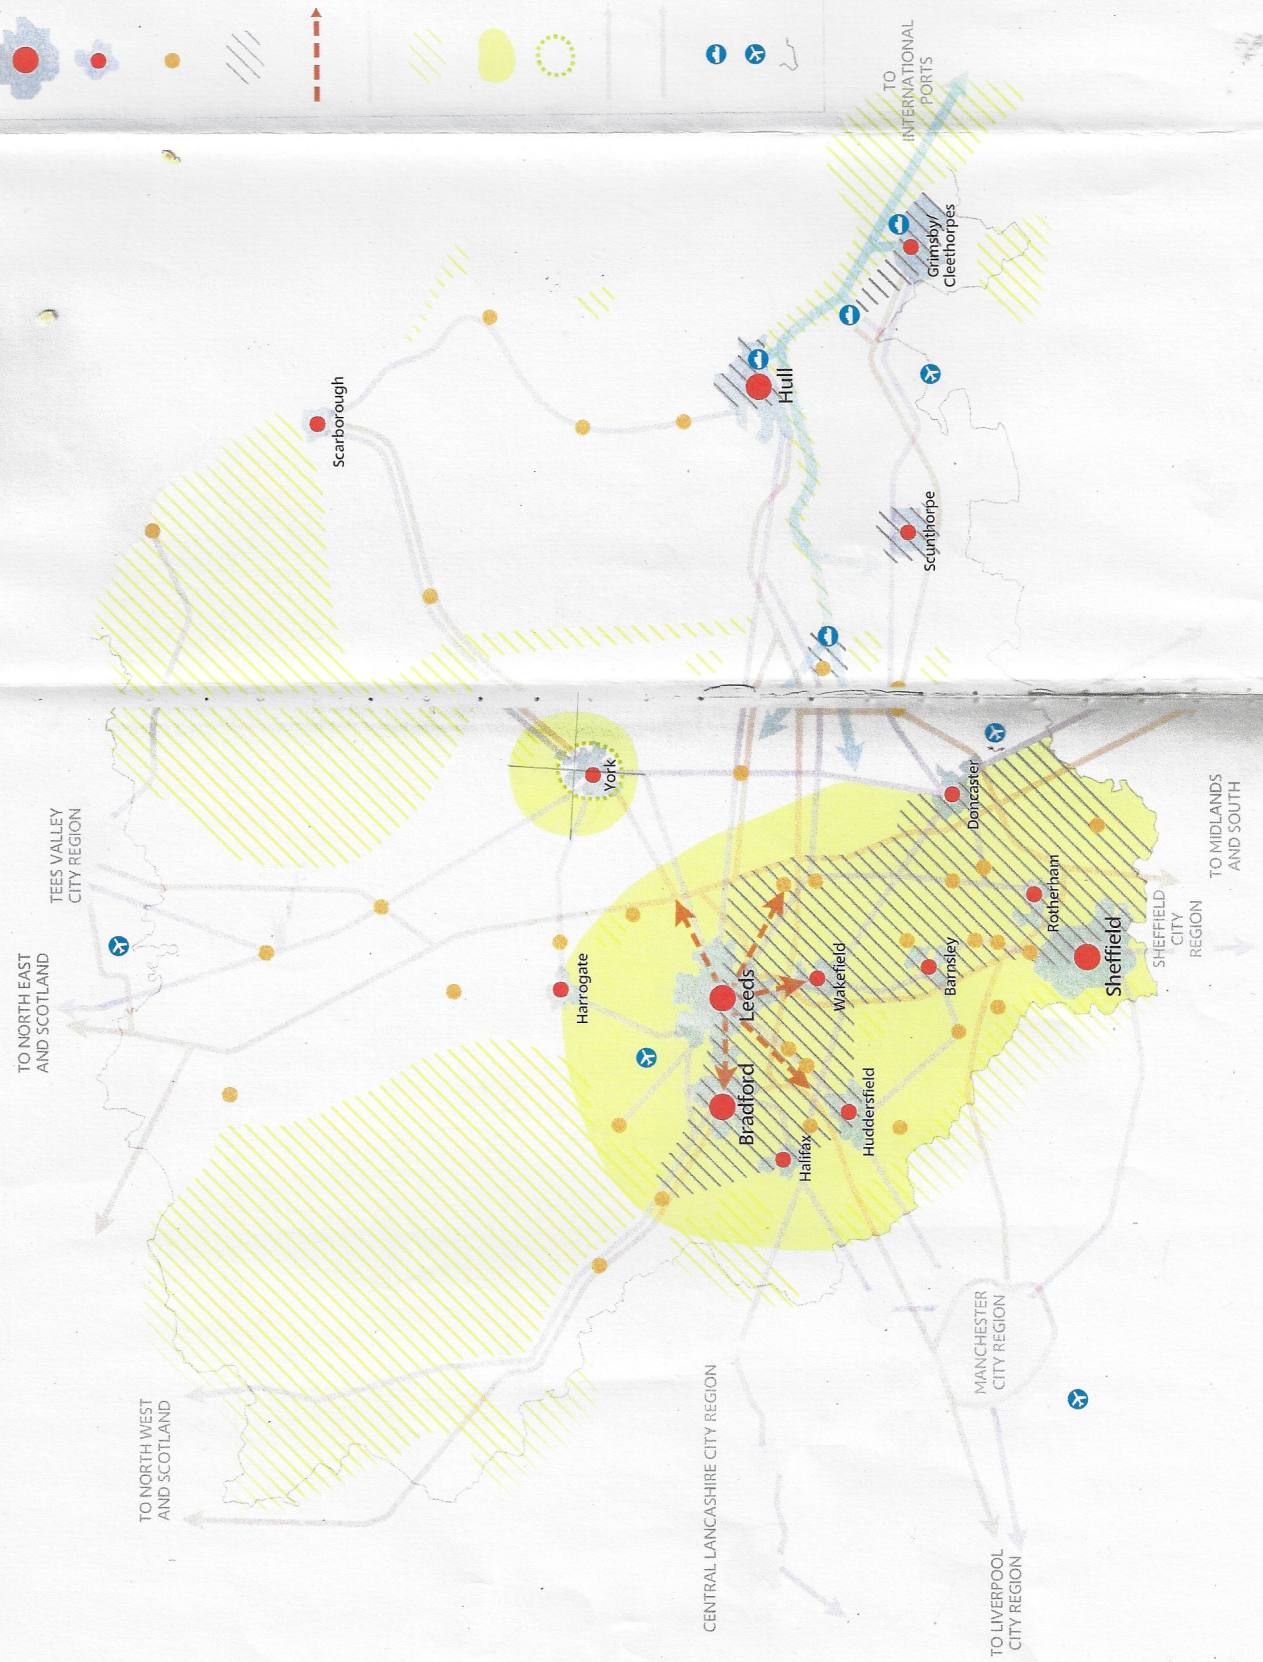 TO NORTH WEST
AND SCOTLAND
TO NORTH EAST
AND SCOTLAND
TEES VALLEY
CITY REGION
Scarborough
Harrogate
York
CENTRAL LANCASHIRE CITY REGION
Bradford
Leeds
Hull
Halifax
Huddersfield
Wakefield
Barnsley
Doncaster
Scunthorpe
Grimsby/
Cleethorpes
TO
INTERNATIONAL
PORTS
MANCHESTER
CITY REGION
TO LIVERPOOL
CITY REGION
Rotherham
Sheffield
SHEFFIELD
CITY
REGION
TO MIDLANDS
AND SOUTH